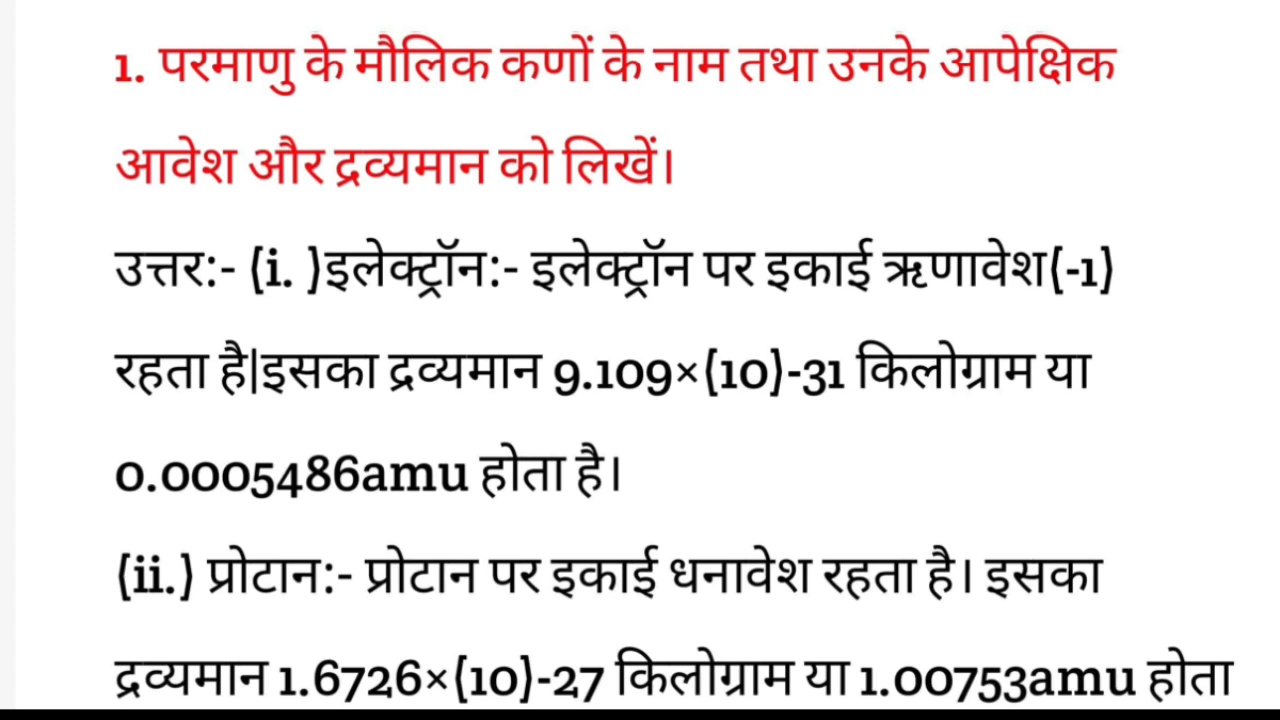 1. परमाणु के मौलिक कणों के नाम तथा उनके आपेक्षिक
आवेश और द्रव्यमान को लिखें।
उत्तर:- (i. )इलेक्ट्रॉन:- इलेक्ट्रॉन पर इकाई ऋणावेश(-1)
रहता है|इसका द्रव्यमान 9.109×(10)-31 किलोग्राम या
0.0005486amu होता है।
(ii.) प्रोटान:- प्रोटान पर इकाई धनावेश रहता है। इसका
द्रव्यमान 1.6726×(10)-27 किलोग्राम या 1.00753amu होता